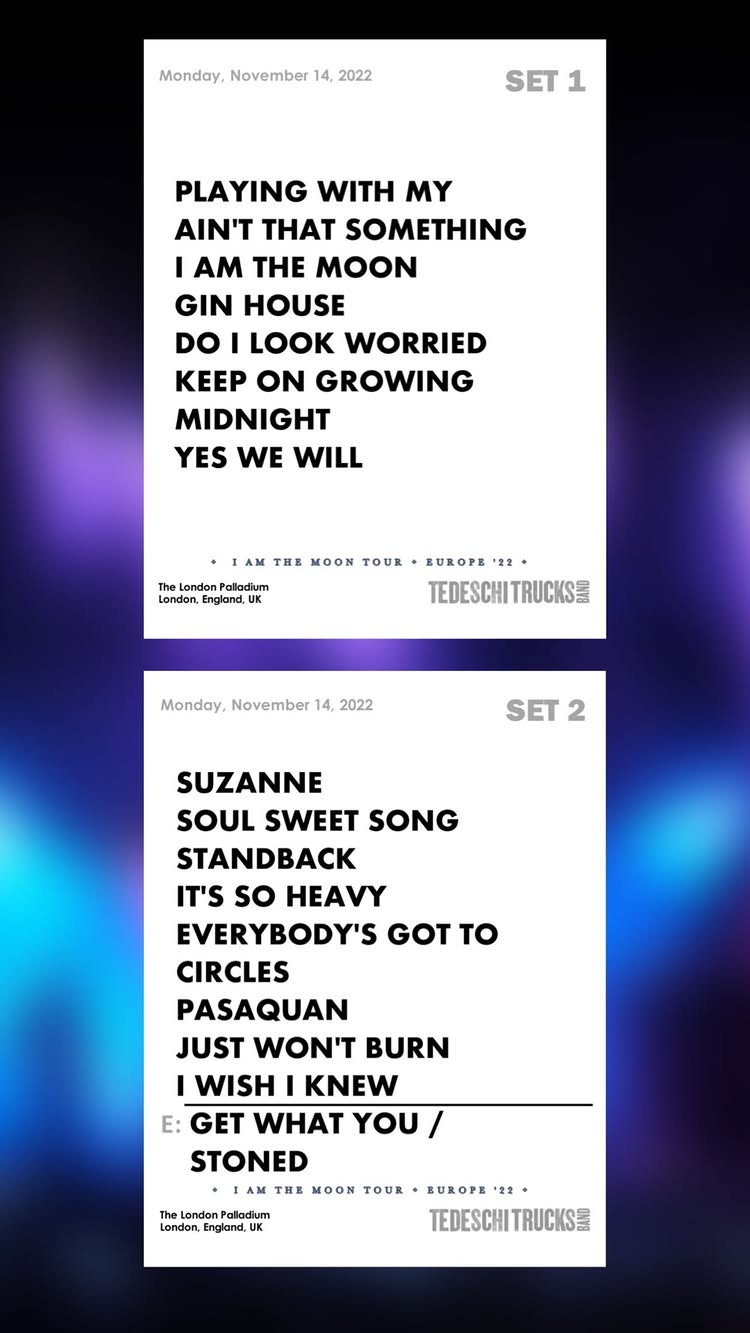 Monday, November 14, 2022
SET 1
PLAYING WITH MY
AIN'T THAT SOMETHING
I AM THE MOON
GIN HOUSE
DO I LOOK WORRIED
KEEP ON GROWING
MIDNIGHT
YES WE WILL
I AM THE MOON TOUR EUROPE '22
The London Palladium
London, England, UK
TEDESCHI TRUCKS BAND
Monday, November 14, 2022
SET 2
SUZANNE
SOUL SWEET SONG
STANDBACK
IT'S SO HEAVY
EVERYBODY'S GOT TO
CIRCLES
PASAQUAN
JUST WON'T BURN
I WISH I KNEW
E: GET WHAT YOU /
STONED
I AM THE MOON TOUR EUROPE '22
The London Palladium
London, England, UK
TEDESCHI TRUCKS BAND